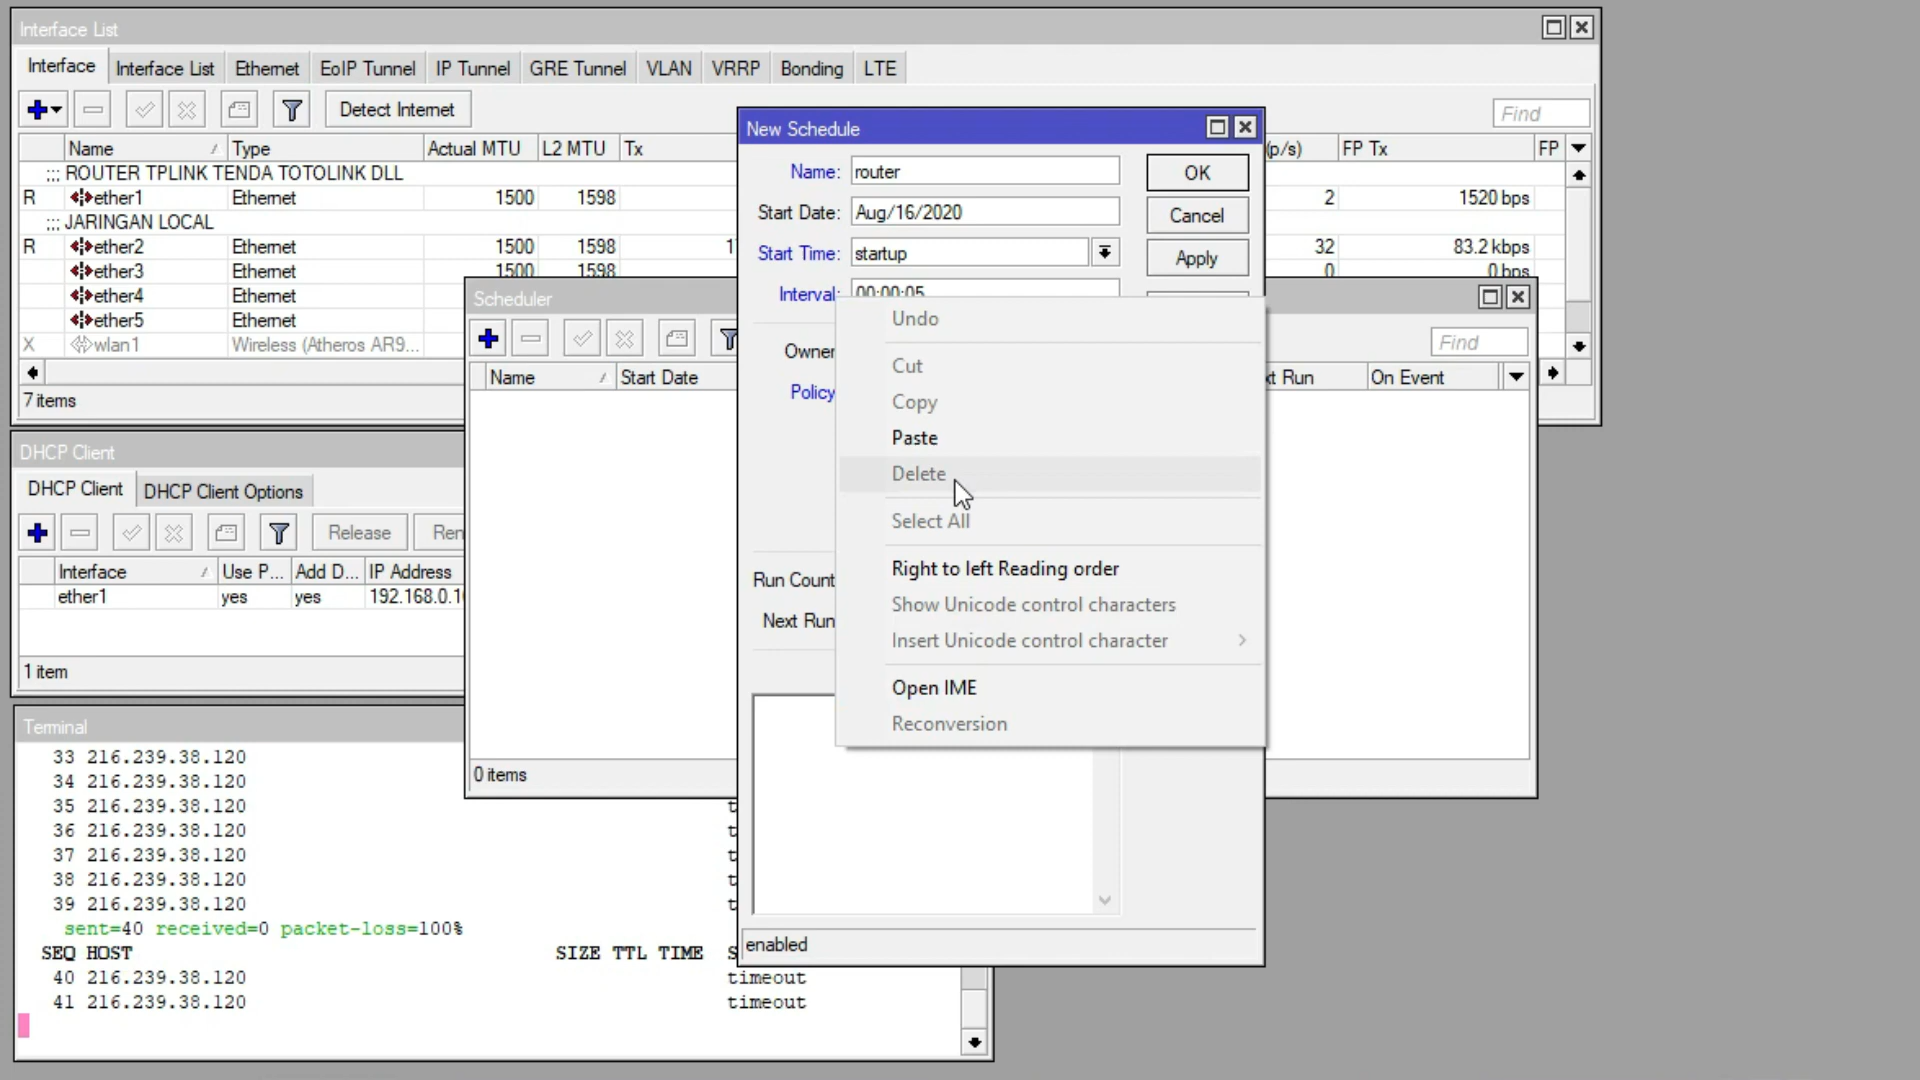 Interface List
Interface Interface List Ethernet EoIP Tunnel IP Tunnel GRE Tunnel VLAN VRRP Bonding LTE
Detect Internet
Find
Name Type Actual MTU L2 MTU Tx (p/s) FP Tx FP
;;; ROUTER TPLINK TENDA TOTOLINK DLL
R ether1 Ethernet 1500 1598 2 1520 bps
;;; JARINGAN LOCAL
R ether2 Ethernet 1500 1598 32 83.2 kbps
ether3 Ethernet 1500 1598 0 0 bps
ether4 Ethernet
ether5 Ethernet
X wlan1 Wireless (Atheros AR9...
7 items
New Schedule
Name: router
Start Date: Aug/16/2020
Start Time: startup
Interval: 00:00:05
Owner
Policy
Run Count
Next Run
enabled
OK
Cancel
Apply
Undo
Cut
Copy
Paste
Delete
Select All
Right to left Reading order
Show Unicode control characters
Insert Unicode control character
Open IME
Reconversion
Scheduler
Find
Name Start Date xt Run On Event
0 items
DHCP Client
DHCP Client DHCP Client Options
Release Ren
Interface Use P... Add D... IP Address
ether1 yes yes 192.168.0.1
1 item
Terminal
33 216.239.38.120
34 216.239.38.120
35 216.239.38.120 t
36 216.239.38.120 t
37 216.239.38.120 t
38 216.239.38.120 t
39 216.239.38.120 t
sent=40 received=0 packet-loss=100%
SEQ HOST SIZE TTL TIME S
40 216.239.38.120 timeout
41 216.239.38.120 timeout